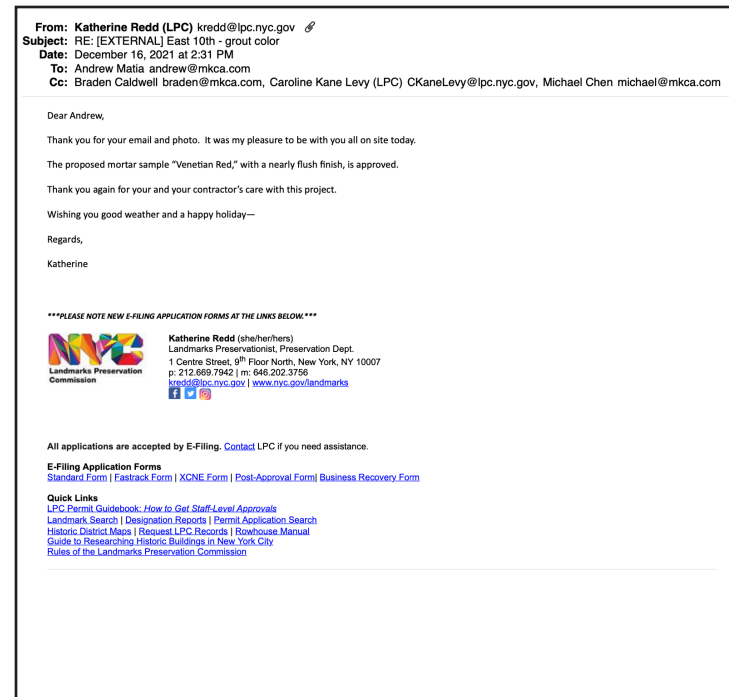 From: Katherine Redd (LPC) kredd@lpc.nyc.gov
Subject: RE: [EXTERNAL] East 10th - grout color
Date: December 16, 2021 at 2:31 PM
To: Andrew Matia andrew@mkca.com
Cc: Braden Caldwell braden@mkca.com, Caroline Kane Levy (LPC) CKaneLevy@lpc.nyc.gov, Michael Chen michael@mkca.com
Dear Andrew,
Thank you for your email and photo.  It was my pleasure to be with you all on site today.
The proposed mortar sample “Venetian Red,” with a nearly flush finish, is approved.
Thank you again for your and your contractor’s care with this project.
Wishing you good weather and a happy holiday—
Regards,
Katherine
***PLEASE NOTE NEW E-FILING APPLICATION FORMS AT THE LINKS BELOW.***
NYC
Landmarks Preservation
Commission
Katherine Redd (she/her/hers)
Landmarks Preservationist, Preservation Dept.
1 Centre Street, 9th Floor North, New York, NY 10007
p: 212.669.7942 | m: 646.202.3756
kredd@lpc.nyc.gov | www.nyc.gov/landmarks
All applications are accepted by E-Filing. Contact LPC if you need assistance.
E-Filing Application Forms
Standard Form | Fastrack Form | XCNE Form | Post-Approval Form| Business Recovery Form
Quick Links
LPC Permit Guidebook: How to Get Staff-Level Approvals
Landmark Search | Designation Reports | Permit Application Search
Historic District Maps | Request LPC Records | Rowhouse Manual
Guide to Researching Historic Buildings in New York City
Rules of the Landmarks Preservation Commission